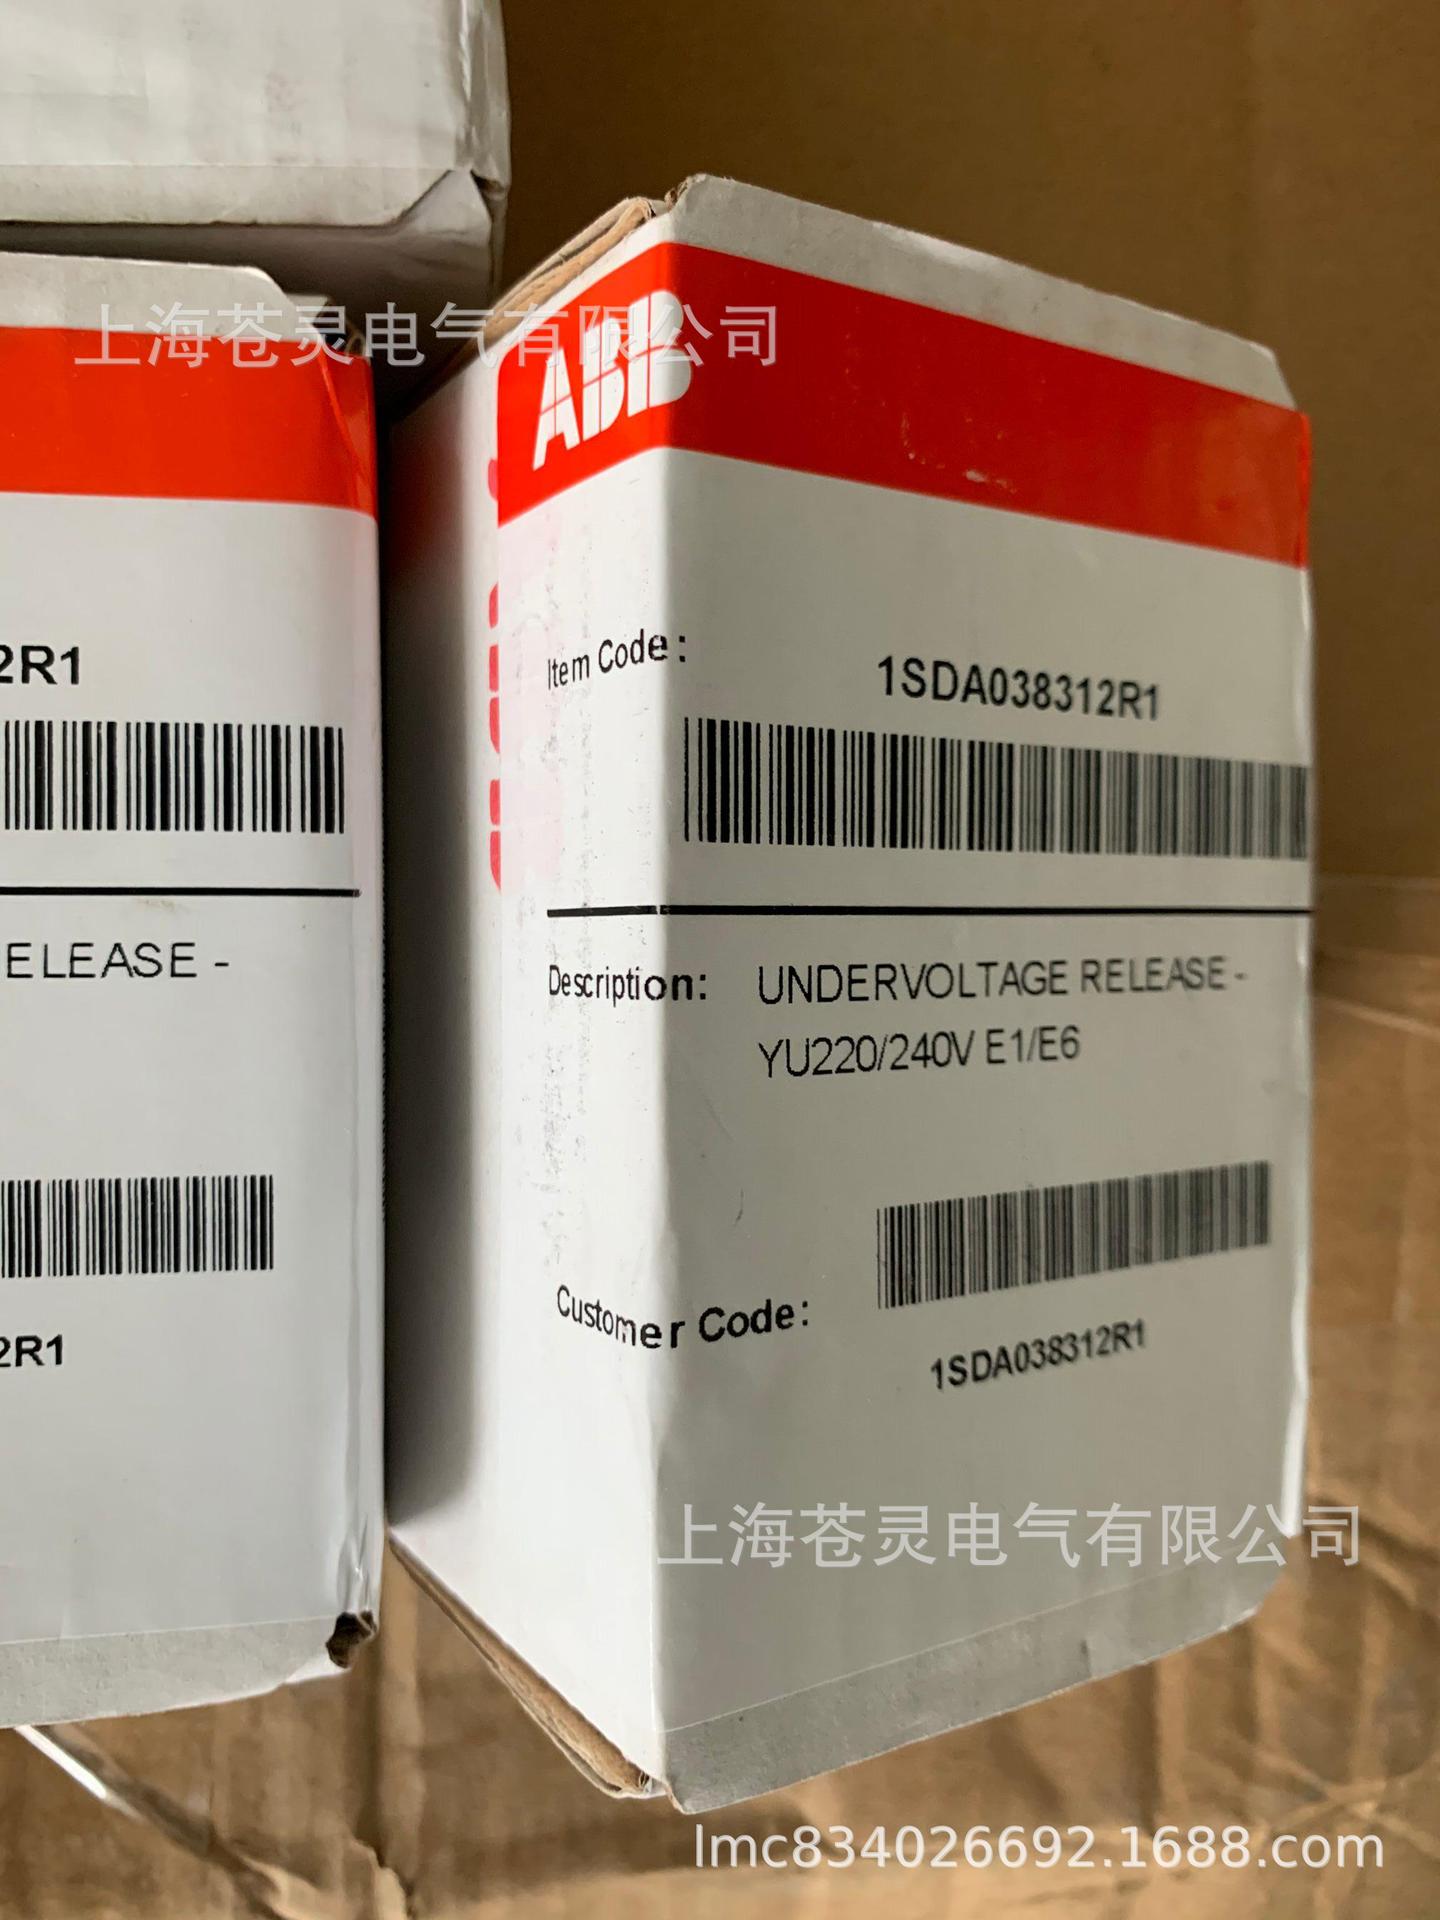 上海苍灵电气有限公司
ABB
Item Code:
1SDA038312R1
Description: UNDERVOLTAGE RELEASE -
YU220/240V E1/E6
Customer Code:
1SDA038312R1
2R1
ELEASE -
2R1
上海苍灵电气有限公司
lmc834026692.1688.com